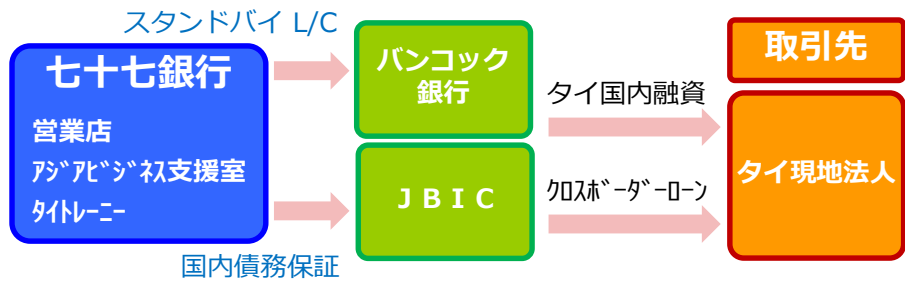 スタンドバイ L/C
七十七銀行
営業店
ｱｼﾞｱﾋﾞｼﾞﾈｽ支援室
ﾀｲﾄﾚｰﾆｰ
国内債務保証
バンコック
銀行
ＪＢＩＣ
タイ国内融資
ｸﾛｽﾎﾞｰﾀﾞｰﾛｰﾝ
取引先
タイ現地法人